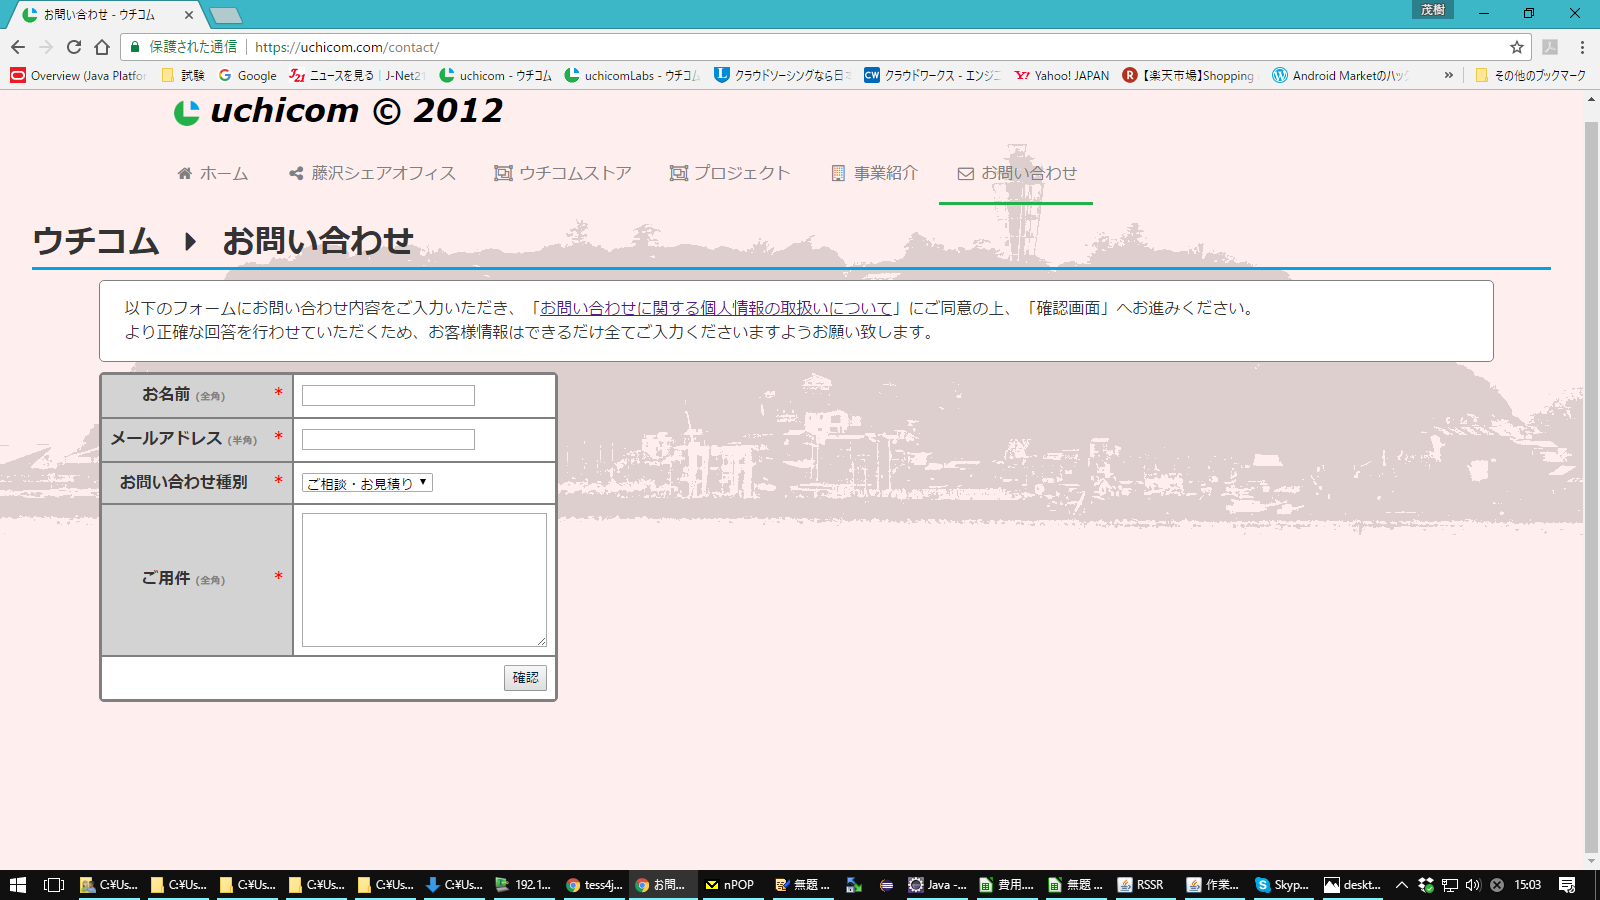 お問い合わせ - ウチコム
茂樹
保護された通信 https://uchicom.com/contact/
Overview (Java Platfor 試験 Google ニュースを見る | J-Net21 uchicom - ウチコム uchicomLabs - ウチコム クラウドソーシングなら日本 クラウドワークス - エンジニ Yahoo! JAPAN 【楽天市場】Shopping Android Marketのハック » その他のブックマーク
uchicom © 2012
ホーム 藤沢シェアオフィス ウチコムストア プロジェクト 事業紹介 お問い合わせ
ウチコム お問い合わせ
以下のフォームにお問い合わせ内容をご入力いただき、「お問い合わせに関する個人情報の取扱いについて」にご同意の上、「確認画面」へお進みください。
より正確な回答を行わせていただくため、お客様情報はできるだけ全てご入力くださいますようお願い致します。
お名前 (全角) *
メールアドレス (半角) *
お問い合わせ種別 * ご相談・お見積り
ご用件 (全角) *
確認
C:¥Us... C:¥Us... C:¥Us... C:¥Us... C:¥Us... C:¥Us... 192.1... tess4j... お問... nPOP 無題 ... Java -... 費用.... 無題 ... RSSR 作業... Skyp... deskt... 15:03